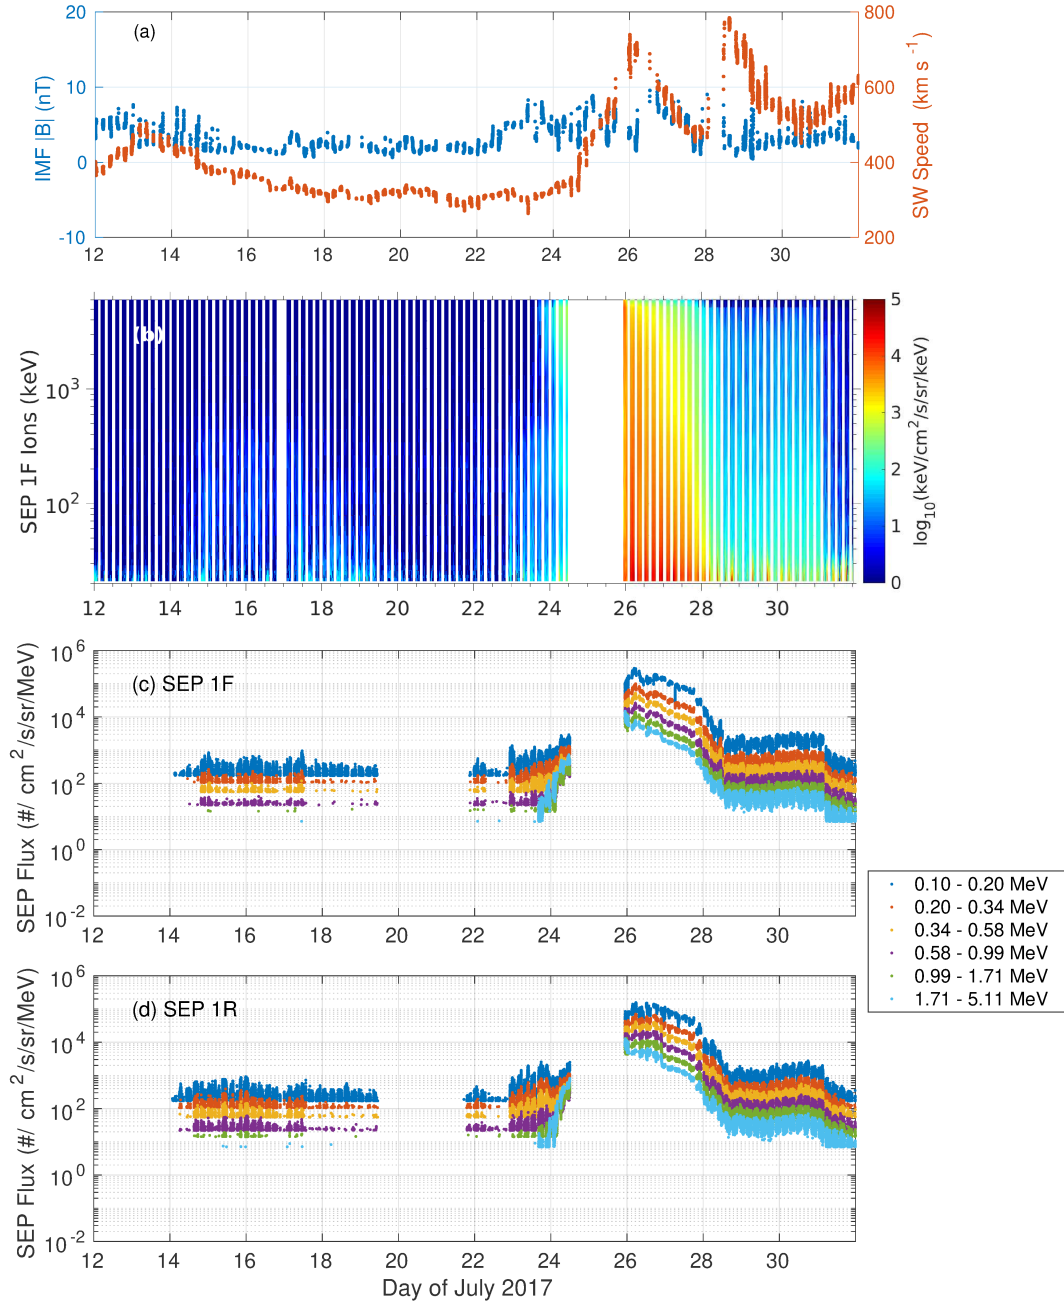 (a)
IMF |B| (nT)
20
10
0
-10
SW Speed (km s⁻¹)
800
600
400
200
12 14 16 18 20 22 24 26 28 30
(b)
SEP 1F Ions (keV)
10³
10²
12 14 16 18 20 22 24 26 28 30
5
4
3
2
1
0
log₁₀(keV/cm²/s/sr/keV)
(c) SEP 1F
SEP Flux (#/ cm²/s/sr/MeV)
10⁶
10⁴
10²
10⁰
10⁻²
12 14 16 18 20 22 24 26 28 30
0.10 - 0.20 MeV
0.20 - 0.34 MeV
0.34 - 0.58 MeV
0.58 - 0.99 MeV
0.99 - 1.71 MeV
1.71 - 5.11 MeV
(d) SEP 1R
SEP Flux (#/ cm²/s/sr/MeV)
10⁶
10⁴
10²
10⁰
10⁻²
12 14 16 18 20 22 24 26 28 30
Day of July 2017